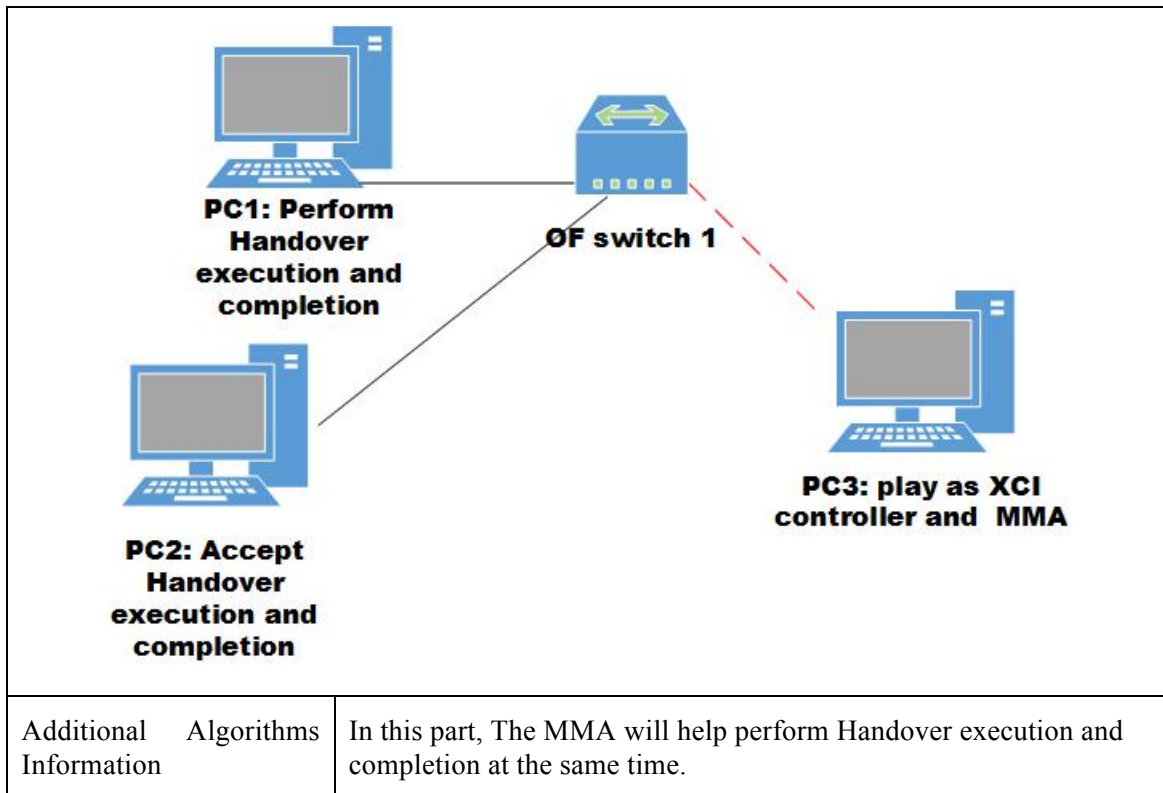 PC1: Perform
Handover
execution and
completion
OF switch 1
PC2: Accept
Handover
execution and
completion
PC3: play as XCI
controller and MMA
Additional Algorithms
Information
In this part, The MMA will help perform Handover execution and
completion at the same time.